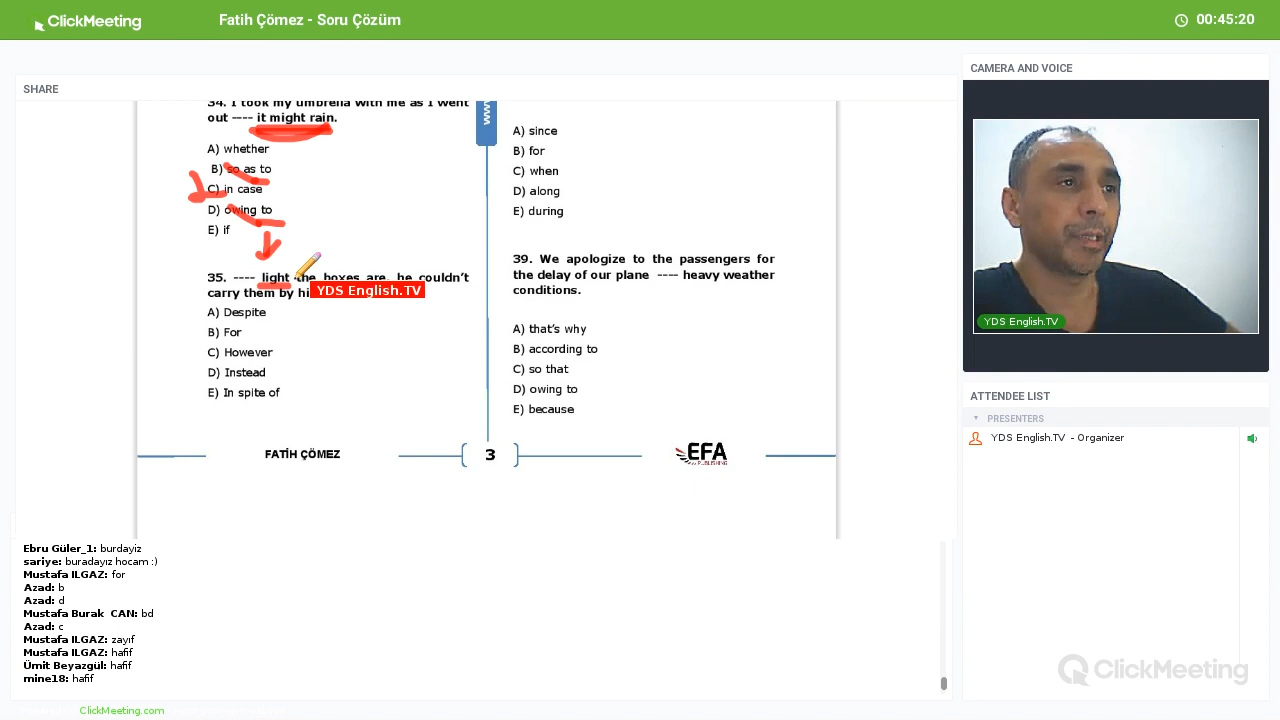 ClickMeeting
Fatih Çömez - Soru Çözüm
00:45:20
SHARE
34. I took my umbrella with me as I went
out ---- it might rain.
A) whether
B) so as to
C) in case
D) owing to
E) if
35. ---- light the boxes are, he couldn’t
carry them by hi
YDS English.TV
A) Despite
B) For
C) However
D) Instead
E) In spite of
A) since
B) for
C) when
D) along
E) during
39. We apologize to the passengers for
the delay of our plane ---- heavy weather
conditions.
A) that’s why
B) according to
C) so that
D) owing to
E) because
FATİH ÇÖMEZ
3
EFA
PUBLISHING
CAMERA AND VOICE
YDS English.TV
ATTENDEE LIST
PRESENTERS
YDS English.TV - Organizer
Ebru Güler_1: burdayiz
sariye: buradayız hocam :)
Mustafa ILGAZ: for
Azad: b
Azad: d
Mustafa Burak CAN: bd
Azad: c
Mustafa ILGAZ: zayıf
Mustafa ILGAZ: hafif
Ümit Beyazgül: hafif
mine18: hafif
ClickMeeting
ClickMeeting.com